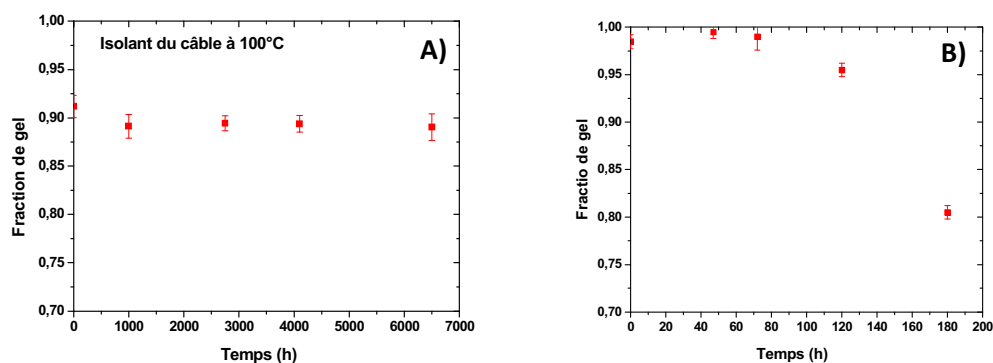 Isolant du câble à 100°C
A)
Fraction de gel
1,00
0,95
0,90
0,85
0,80
0,75
0,70
0 1000 2000 3000 4000 5000 6000 7000
Temps (h)
B)
Fractio de gel
1,00
0,95
0,90
0,85
0,80
0,75
0,70
0 20 40 60 80 100 120 140 160 180 200
Temps (h)